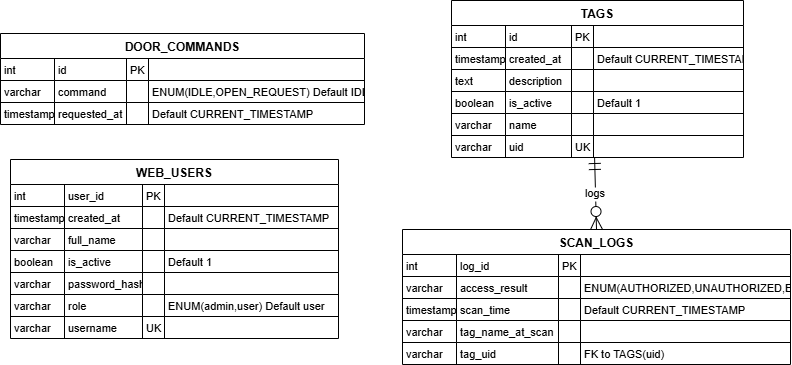 DOOR_COMMANDS
int id PK
varchar command ENUM(IDLE,OPEN_REQUEST) Default
timestamp requested_at Default CURRENT_TIMESTAMP
WEB_USERS
int user_id PK
timestamp created_at Default CURRENT_TIMESTAMP
varchar full_name
boolean is_active Default 1
varchar password_hash
varchar role ENUM(admin,user) Default user
varchar username UK
TAGS
int id PK
timestamp created_at Default
text description
boolean is_active Default 1
varchar name
varchar uid UK
logs
SCAN_LOGS
int log_id PK
varchar access_result ENUM(AUTHORIZED,UNAUTHORIZED,
timestamp scan_time Default CURRENT_TIMESTAMP
varchar tag_name_at_scan
varchar tag_uid FK to TAGS(uid)